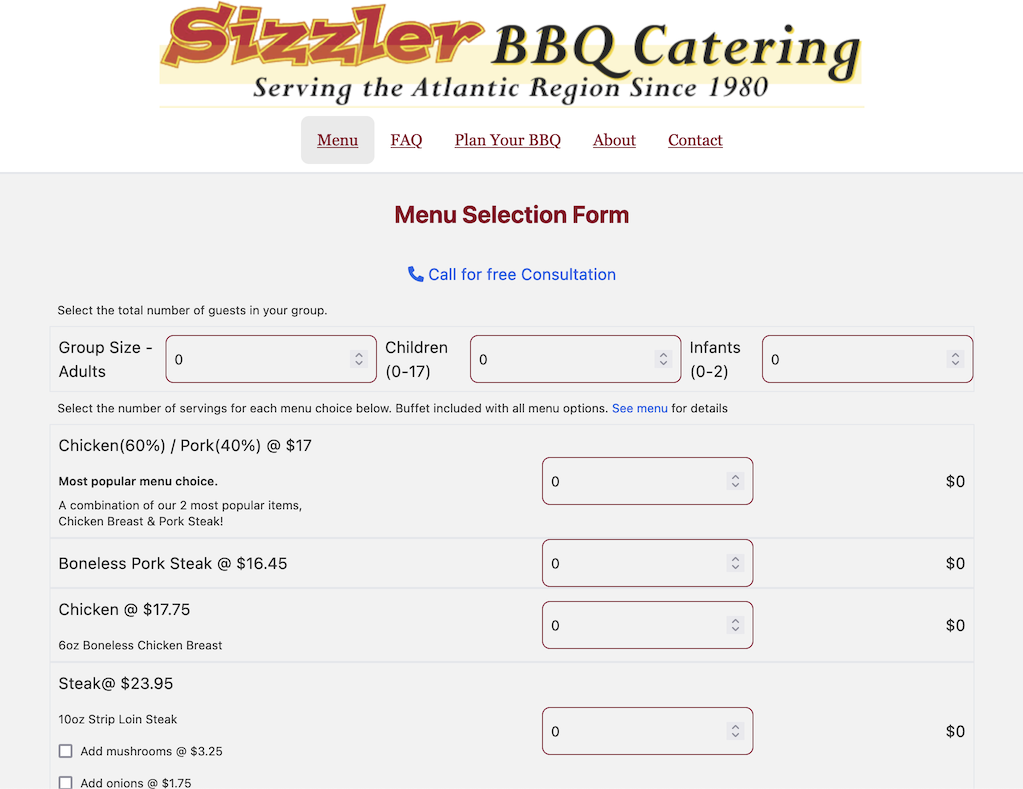 Sizzler BBQ Catering
Serving the Atlantic Region Since 1980
Menu FAQ Plan Your BBQ About Contact
Menu Selection Form
Call for free Consultation
Select the total number of guests in your group.
Group Size - Adults 0 Children (0-17) 0 Infants (0-2) 0
Select the number of servings for each menu choice below. Buffet included with all menu options. See menu for details
Chicken(60%) / Pork(40%) @ $17
Most popular menu choice.
A combination of our 2 most popular items,
Chicken Breast & Pork Steak!
0 $0
Boneless Pork Steak @ $16.45 0 $0
Chicken @ $17.75
6oz Boneless Chicken Breast
0 $0
Steak@ $23.95
10oz Strip Loin Steak
0 $0
Add mushrooms @ $3.25
Add onions @ $1.75